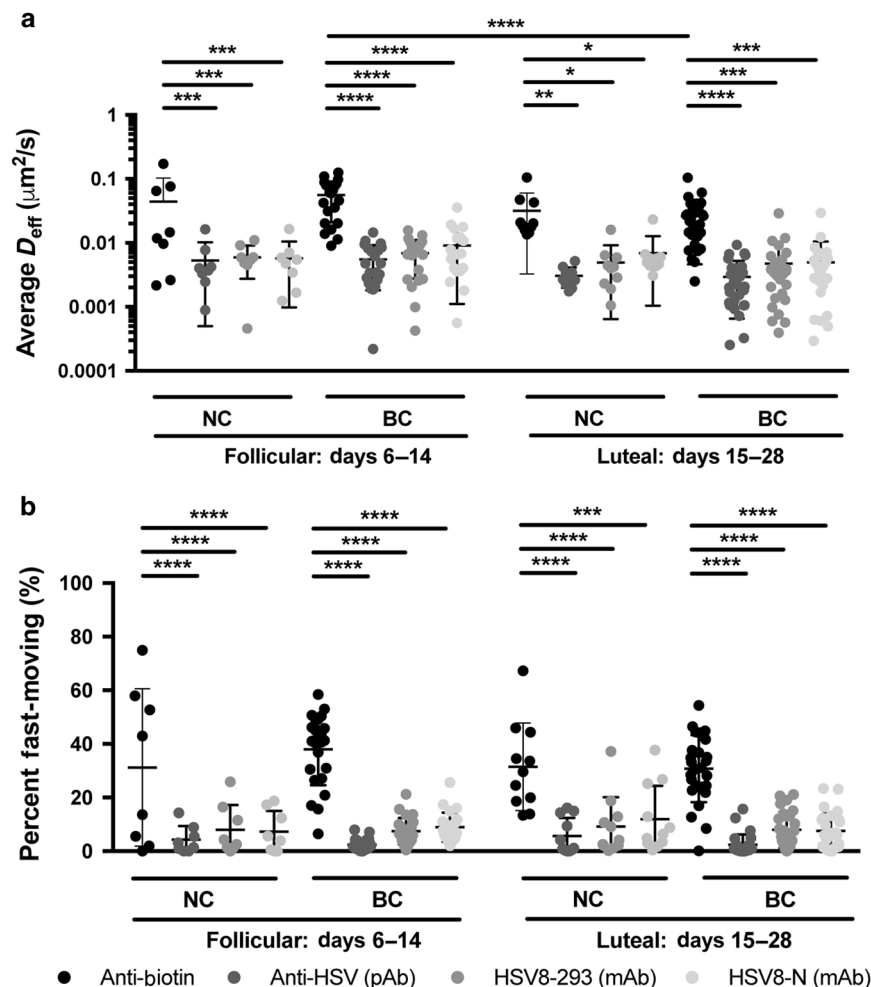 a
****
*** **** * ***
*** **** * ***
*** **** ** ****
Average Deff (μm²/s)
1
0.1
0.01
0.001
0.0001
NC BC NC BC
Follicular: days 6–14 Luteal: days 15–28
b
**** **** *** ****
**** **** **** ****
**** **** **** ****
Percent fast-moving (%)
100
80
60
40
20
0
NC BC NC BC
Follicular: days 6–14 Luteal: days 15–28
Anti-biotin Anti-HSV (pAb) HSV8-293 (mAb) HSV8-N (mAb)